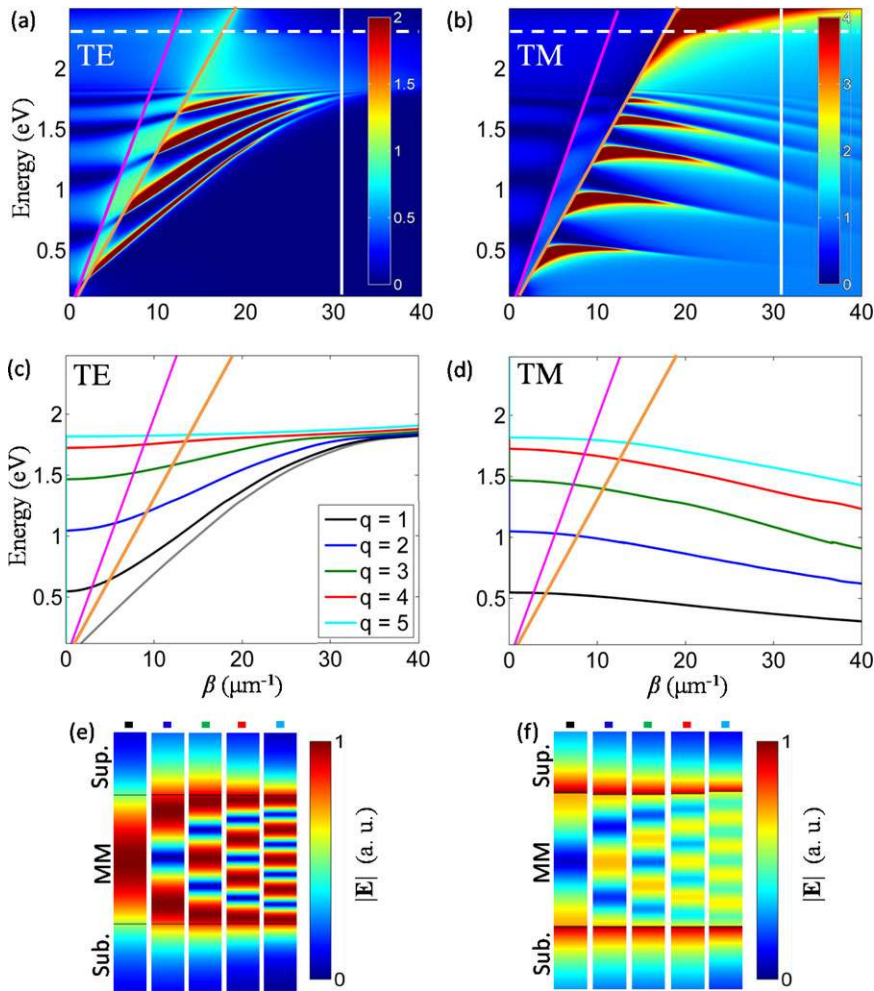 (a)
TE
2
1.5
1
0.5
0
Energy (eV)
2
1.5
1
0.5
0 10 20 30 40
(b)
TM
4
3
2
1
0
2
1.5
1
0.5
0 10 20 30 40
(c)
TE
Energy (eV)
2
1.5
1
0.5
q = 1
q = 2
q = 3
q = 4
q = 5
0 10 20 30 40
β (μm⁻¹)
(d)
TM
2
1.5
1
0.5
0 10 20 30 40
β (μm⁻¹)
(e)
Sup.
MM
Sub.
1
0
|E| (a. u.)
(f)
Sup.
MM
Sub.
1
0
|E| (a. u.)